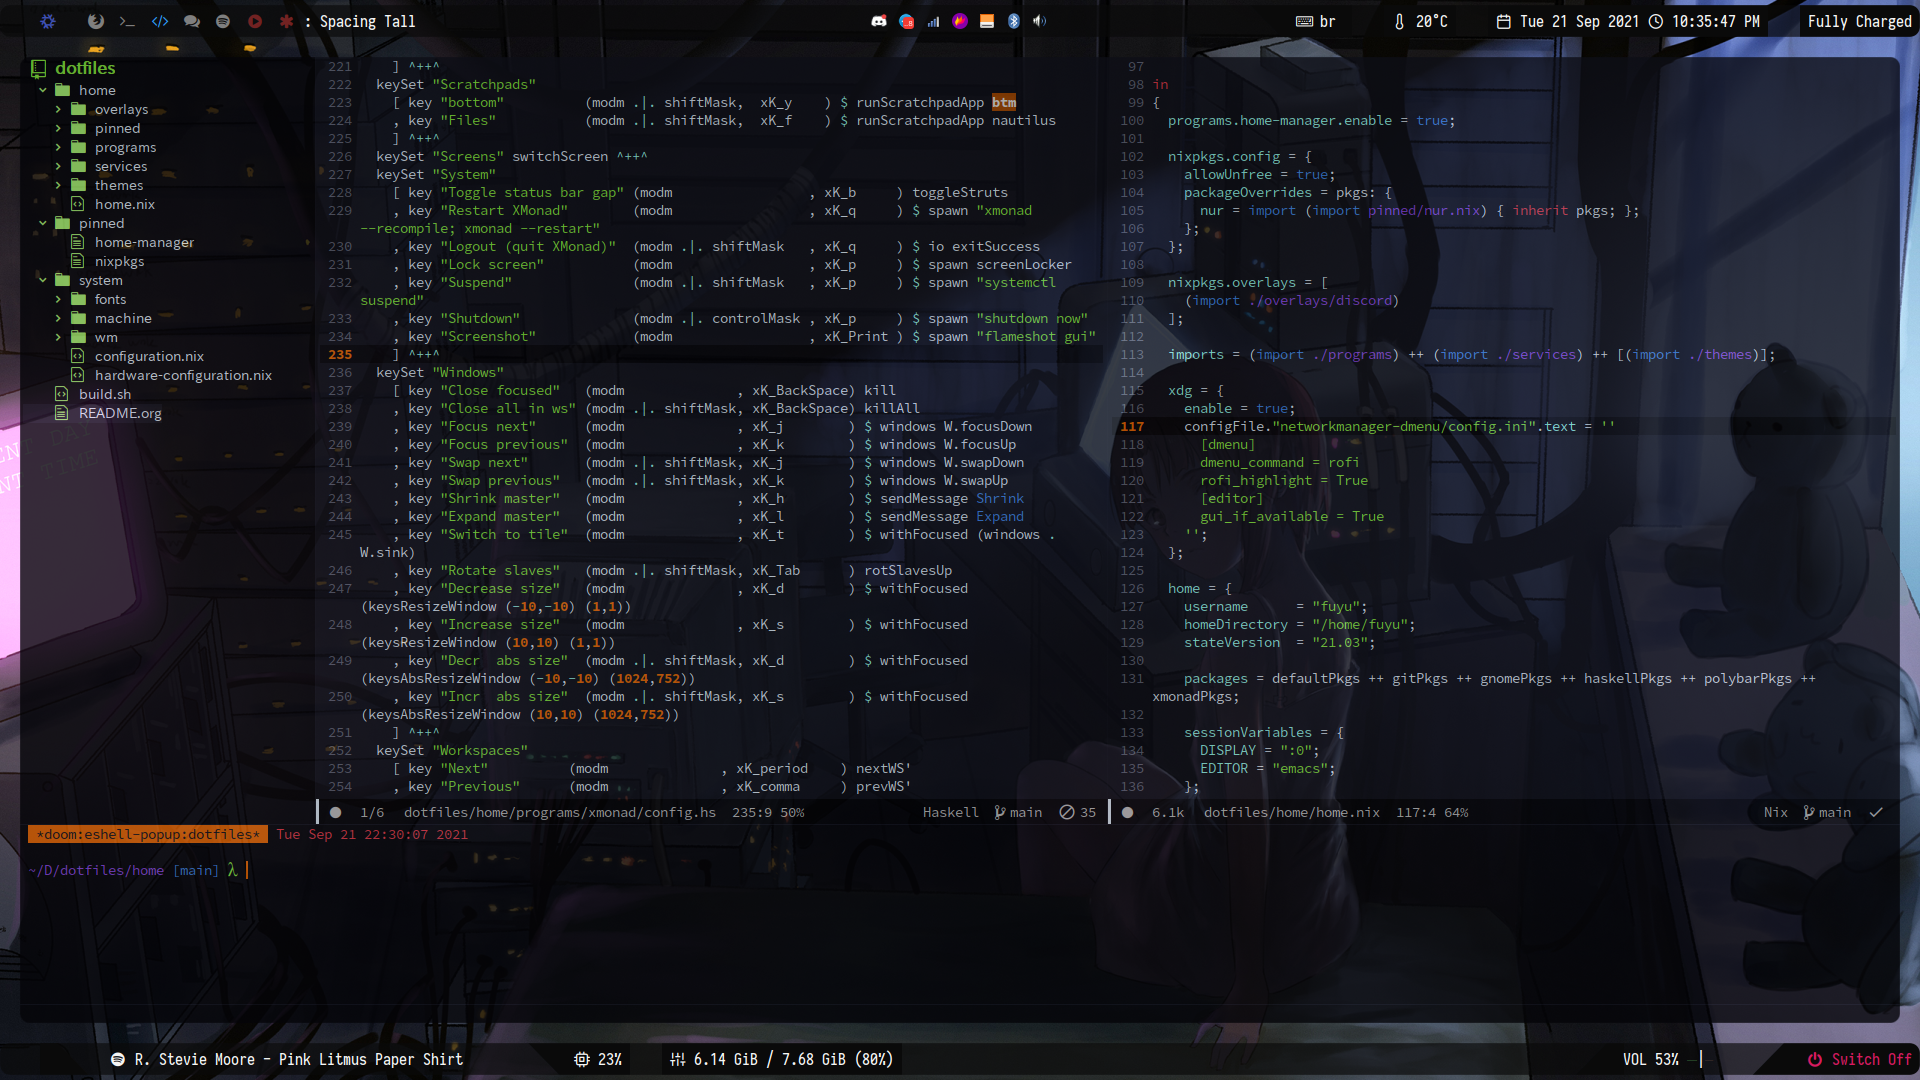 : Spacing Tall
br
20°C
Tue 21 Sep 2021
10:35:47 PM
Fully Charged
dotfiles
home
overlays
pinned
programs
services
themes
home.nix
pinned
home-manager
nixpkgs
system
fonts
machine
wm
configuration.nix
hardware-configuration.nix
build.sh
README.org
221 ] ^++^
222 keySet "Scratchpads"
223 [ key "bottom" (modm .|. shiftMask, xK_y ) $ runScratchpadApp btm
224 , key "Files" (modm .|. shiftMask, xK_f ) $ runScratchpadApp nautilus
225 ] ^++^
226 keySet "Screens" switchScreen ^++^
227 keySet "System"
228 [ key "Toggle status bar gap" (modm , xK_b ) toggleStruts
229 , key "Restart XMonad" (modm , xK_q ) $ spawn "xmonad
--recompile; xmonad --restart"
230 , key "Logout (quit XMonad)" (modm .|. shiftMask , xK_q ) $ io exitSuccess
231 , key "Lock screen" (modm , xK_p ) $ spawn screenLocker
232 , key "Suspend" (modm .|. shiftMask , xK_p ) $ spawn "systemctl
suspend"
233 , key "Shutdown" (modm .|. controlMask , xK_p ) $ spawn "shutdown now"
234 , key "Screenshot" (modm , xK_Print ) $ spawn "flameshot gui"
235 ] ^++^
236 keySet "Windows"
237 [ key "Close focused" (modm , xK_BackSpace) kill
238 , key "Close all in ws" (modm .|. shiftMask, xK_BackSpace) killAll
239 , key "Focus next" (modm , xK_j ) $ windows W.focusDown
240 , key "Focus previous" (modm , xK_k ) $ windows W.focusUp
241 , key "Swap next" (modm .|. shiftMask, xK_j ) $ windows W.swapDown
242 , key "Swap previous" (modm .|. shiftMask, xK_k ) $ windows W.swapUp
243 , key "Shrink master" (modm , xK_h ) $ sendMessage Shrink
244 , key "Expand master" (modm , xK_l ) $ sendMessage Expand
245 , key "Switch to tile" (modm , xK_t ) $ withFocused (windows .
W.sink)
246 , key "Rotate slaves" (modm .|. shiftMask, xK_Tab ) rotSlavesUp
247 , key "Decrease size" (modm , xK_d ) $ withFocused
(keysResizeWindow (-10,-10) (1,1))
248 , key "Increase size" (modm , xK_s ) $ withFocused
(keysResizeWindow (10,10) (1,1))
249 , key "Decr abs size" (modm .|. shiftMask, xK_d ) $ withFocused
(keysAbsResizeWindow (-10,-10) (1024,752))
250 , key "Incr abs size" (modm .|. shiftMask, xK_s ) $ withFocused
(keysAbsResizeWindow (10,10) (1024,752))
251 ] ^++^
252 keySet "Workspaces"
253 [ key "Next" (modm , xK_period ) nextWS'
254 , key "Previous" (modm , xK_comma ) prevWS'
1/6 dotfiles/home/programs/xmonad/config.hs 235:9 50% Haskell main 35
97
98 in
99 {
100 programs.home-manager.enable = true;
101
102 nixpkgs.config = {
103 allowUnfree = true;
104 packageOverrides = pkgs: {
105 nur = import (import pinned/nur.nix) { inherit pkgs; };
106 };
107 };
108
109 nixpkgs.overlays = [
110 (import ./overlays/discord)
111 ];
112
113 imports = (import ./programs) ++ (import ./services) ++ [(import ./themes)];
114
115 xdg = {
116 enable = true;
117 configFile."networkmanager-dmenu/config.ini".text = ''
118 [dmenu]
119 dmenu_command = rofi
120 rofi_highlight = True
121 [editor]
122 gui_if_available = True
123 '';
124 };
125
126 home = {
127 username = "fuyu";
128 homeDirectory = "/home/fuyu";
129 stateVersion = "21.03";
130
131 packages = defaultPkgs ++ gitPkgs ++ gnomePkgs ++ haskellPkgs ++ polybarPkgs ++
xmonadPkgs;
132
133 sessionVariables = {
134 DISPLAY = ":0";
135 EDITOR = "emacs";
136 };
6.1k dotfiles/home/home.nix 117:4 64% Nix main
*doom:eshell-popup:dotfiles* Tue Sep 21 22:30:07 2021
~/D/dotfiles/home [main] λ
R. Stevie Moore - Pink Litmus Paper Shirt
23%
6.14 GiB / 7.68 GiB (80%)
VOL 53%
Switch Off